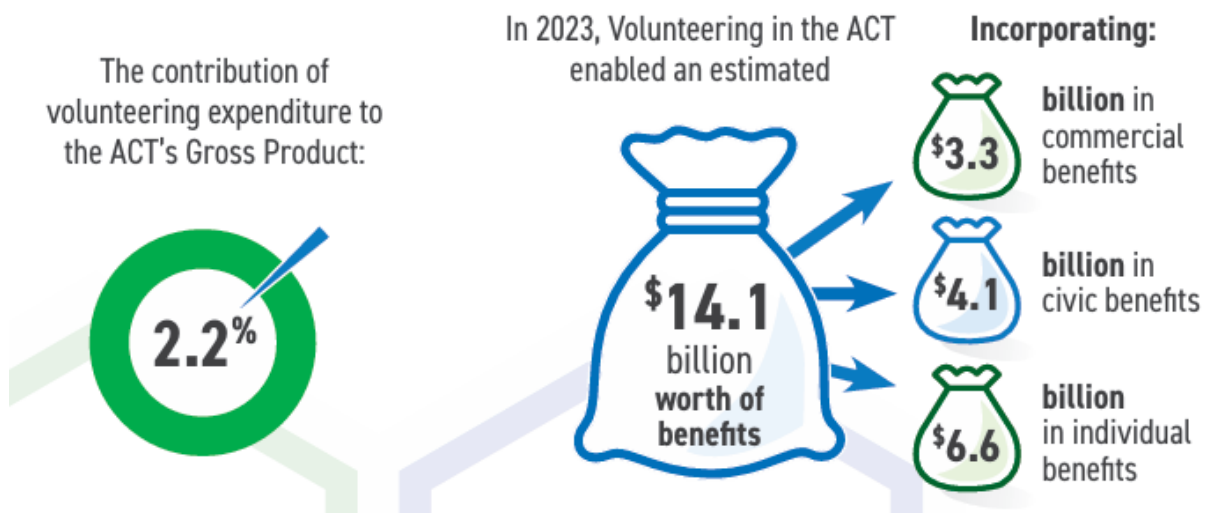 The contribution of
volunteering expenditure to
the ACT's Gross Product:
2.2%
In 2023, Volunteering in the ACT
enabled an estimated
$14.1
billion
worth of
benefits
Incorporating:
$3.3
billion in
commercial
benefits
$4.1
billion in
civic benefits
$6.6
billion
in individual
benefits